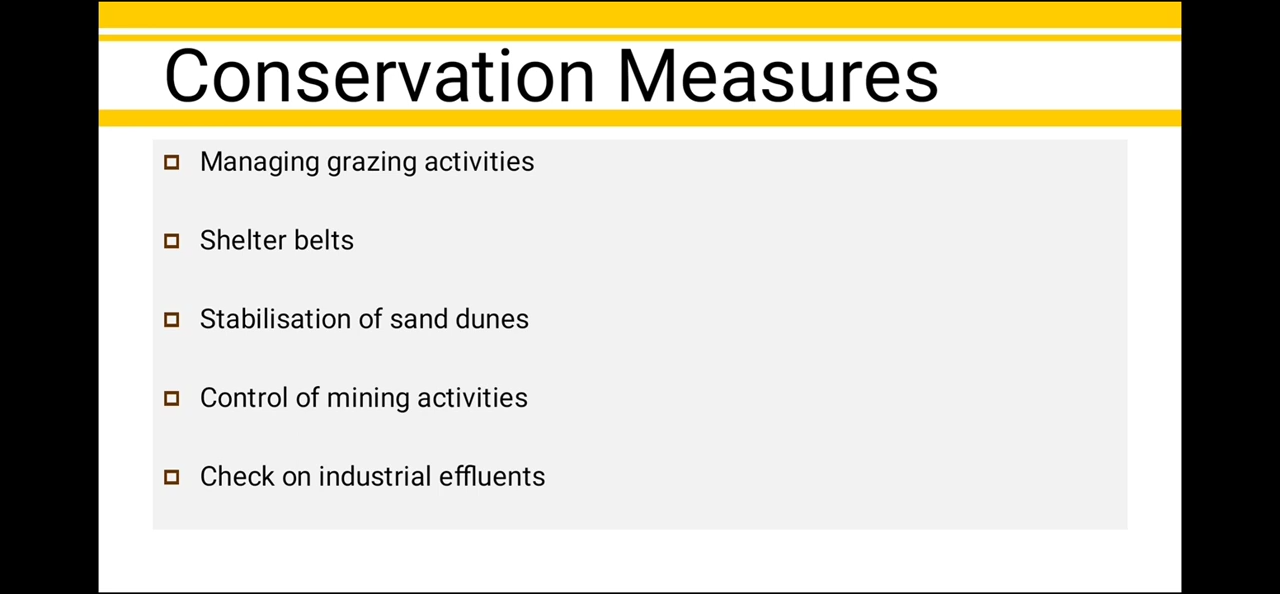 Conservation Measures
Managing grazing activities
Shelter belts
Stabilisation of sand dunes
Control of mining activities
Check on industrial effluents